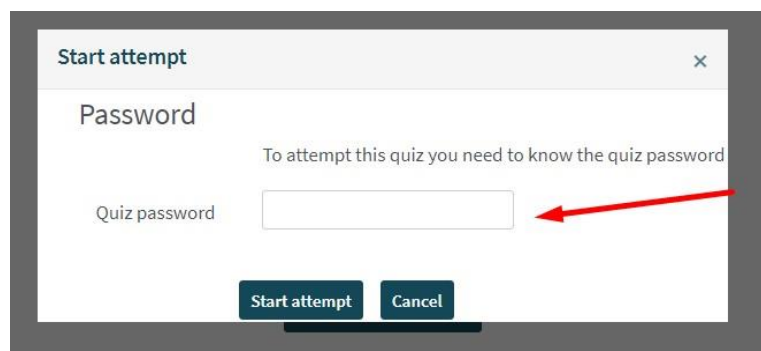 Start attempt ×
Password
To attempt this quiz you need to know the quiz password
Quiz password
Start attempt Cancel